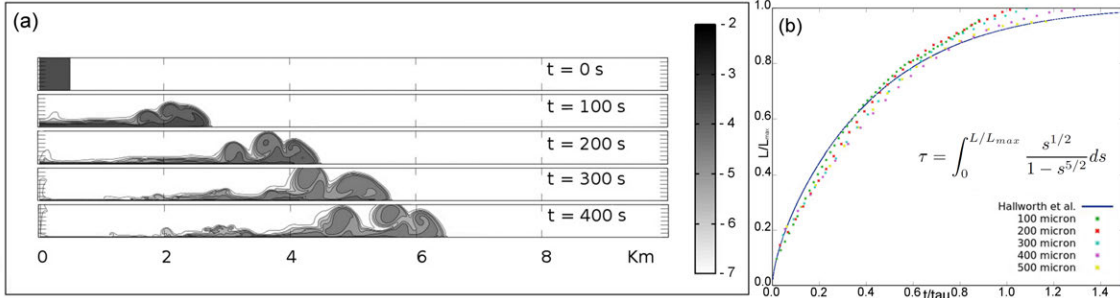 (a)
t = 0 s
t = 100 s
t = 200 s
t = 300 s
t = 400 s
0 2 4 6 8 Km
-2
-3
-4
-5
-6
-7
(b)
1.0
0.8
0.6
0.4
0.2
0.0
L/Lmax
τ = ∫₀^{L/L_max} s^{1/2} / (1 − s^{5/2}) ds
Hallworth et al.
100 micron
200 micron
300 micron
400 micron
500 micron
0.0 0.2 0.4 0.6 0.8 1.0 1.2 1.4
t/tau